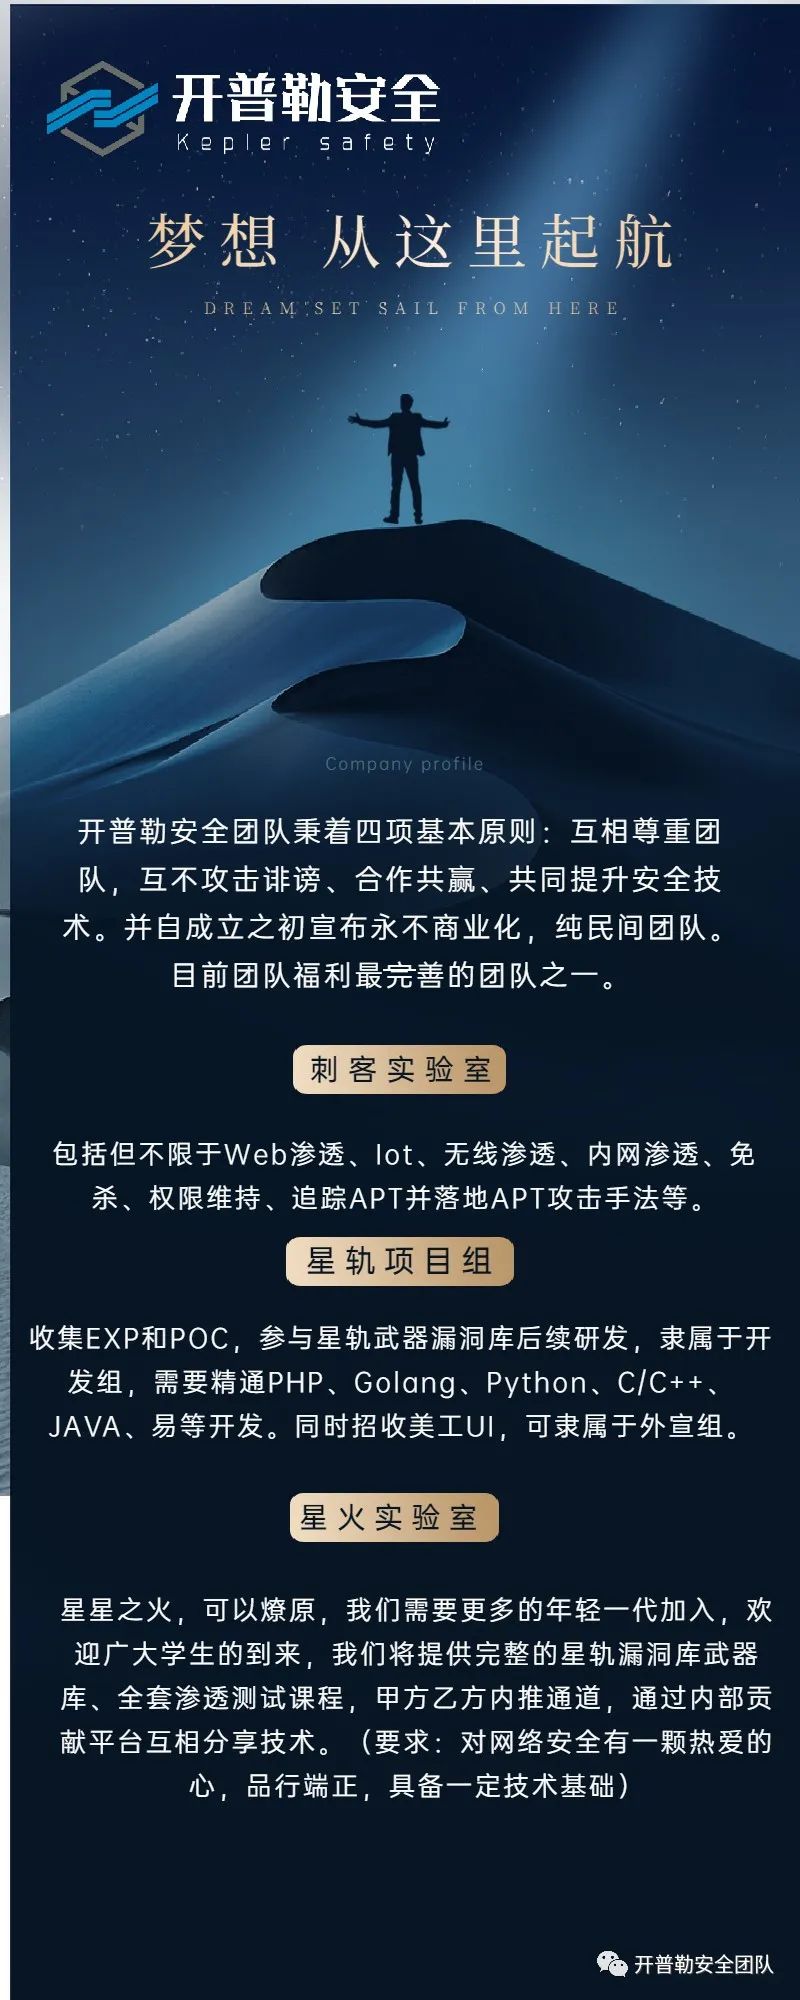 开普勒安全
Kepler safety
梦想 从这里起航
DREAM SET SAIL FROM HERE
Company profile
开普勒安全团队秉着四项基本原则：互相尊重团
队，互不攻击诽谤、合作共赢、共同提升安全技
术。并自成立之初宣布永不商业化，纯民间团队。
目前团队福利最完善的团队之一。
刺客实验室
包括但不限于Web渗透、Iot、无线渗透、内网渗透、免
杀、权限维持、追踪APT并落地APT攻击手法等。
星轨项目组
收集EXP和POC，参与星轨武器漏洞库后续研发，隶属于开
发组，需要精通PHP、Golang、Python、C/C++、
JAVA、易等开发。同时招收美工UI，可隶属于外宣组。
星火实验室
星星之火，可以燎原，我们需要更多的年轻一代加入，欢
迎广大学生的到来，我们将提供完整的星轨漏洞库武器
库、全套渗透测试课程，甲方乙方内推通道，通过内部贡
献平台互相分享技术。（要求：对网络安全有一颗热爱的
心，品行端正，具备一定技术基础）
开普勒安全团队